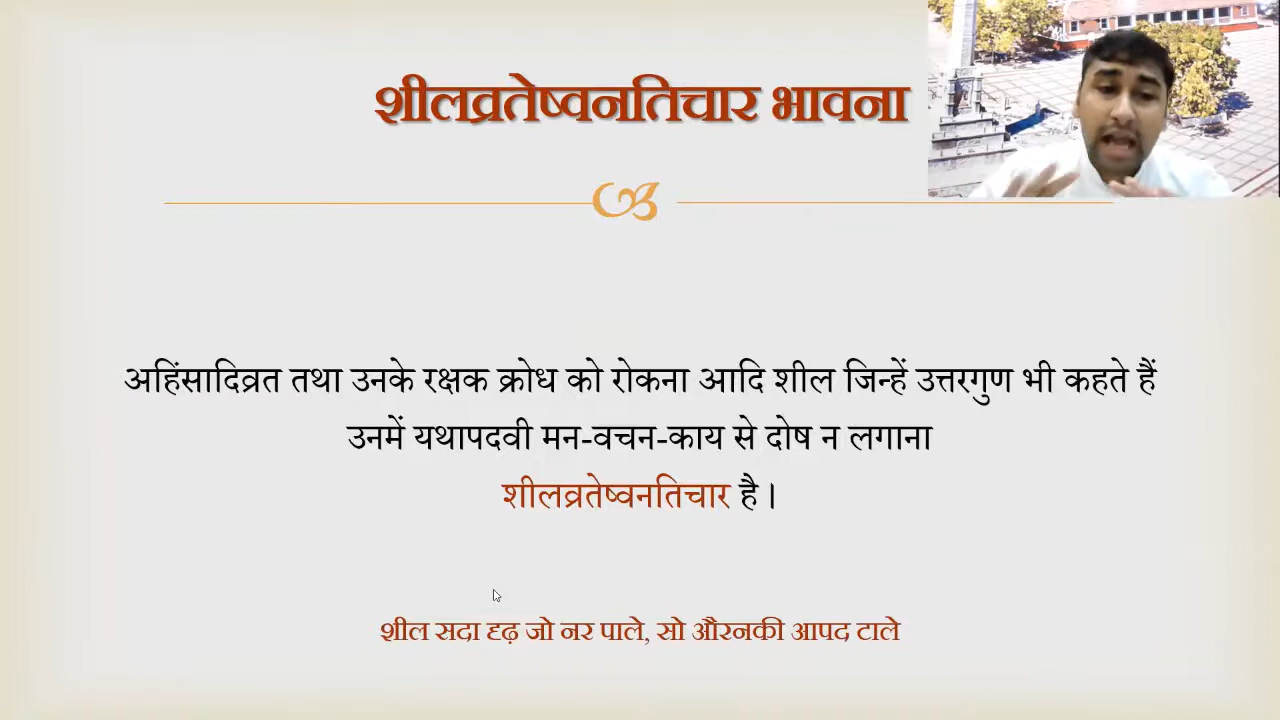 शीलव्रतेष्वनतिचार भावना
अहिंसादिव्रत तथा उनके रक्षक क्रोध को रोकना आदि शील जिन्हें उत्तरगुण भी कहते हैं
उनमें यथापदवी मन-वचन-काय से दोष न लगाना
शीलव्रतेष्वनतिचार है।
शील सदा दृढ़ जो नर पाले, सो औरनकी आपद टाले